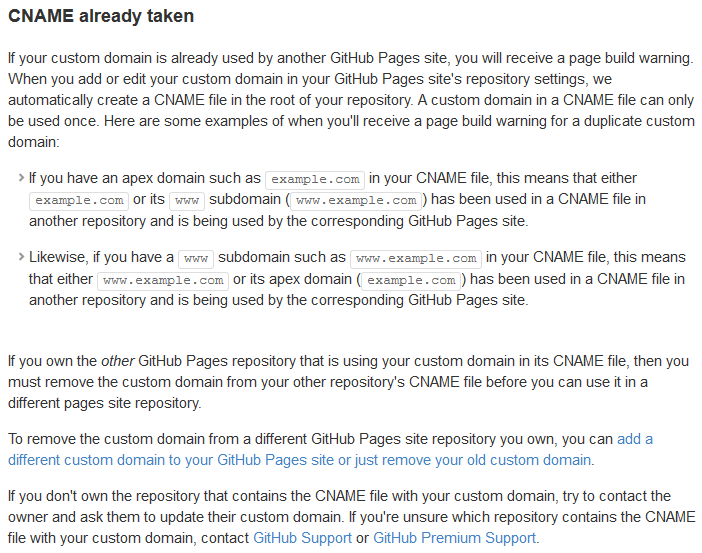 CNAME already taken
If your custom domain is already used by another GitHub Pages site, you will receive a page build warning.
When you add or edit your custom domain in your GitHub Pages site's repository settings, we
automatically create a CNAME file in the root of your repository. A custom domain in a CNAME file can only
be used once. Here are some examples of when you'll receive a page build warning for a duplicate custom
domain:
If you have an apex domain such as example.com in your CNAME file, this means that either
example.com or its www subdomain ( www.example.com ) has been used in a CNAME file in
another repository and is being used by the corresponding GitHub Pages site.
Likewise, if you have a www subdomain such as www.example.com in your CNAME file, this means
that either www.example.com or its apex domain ( example.com ) has been used in a CNAME file in
another repository and is being used by the corresponding GitHub Pages site.
If you own the other GitHub Pages repository that is using your custom domain in its CNAME file, then you
must remove the custom domain from your other repository's CNAME file before you can use it in a
different pages site repository.
To remove the custom domain from a different GitHub Pages site repository you own, you can add a
different custom domain to your GitHub Pages site or just remove your old custom domain.
If you don't own the repository that contains the CNAME file with your custom domain, try to contact the
owner and ask them to update their custom domain. If you're unsure which repository contains the CNAME
file with your custom domain, contact GitHub Support or GitHub Premium Support.